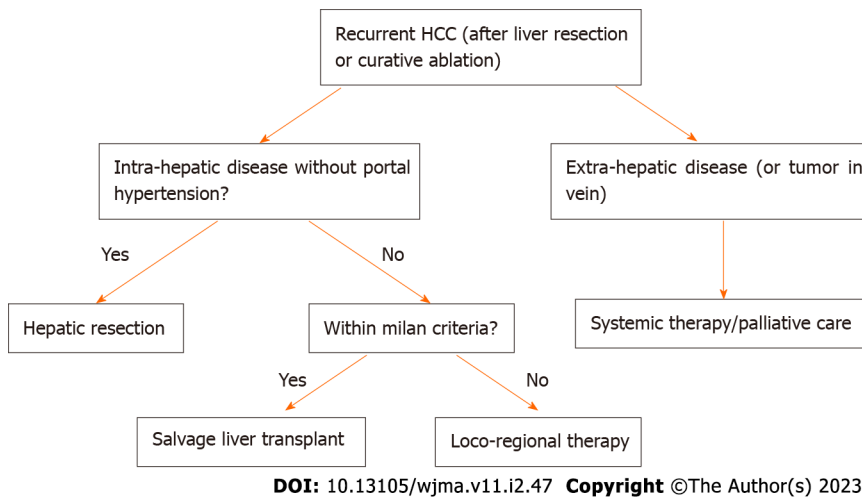 Recurrent HCC (after liver resection
or curative ablation)
Intra-hepatic disease without portal
hypertension?
Extra-hepatic disease (or tumor in
vein)
Yes
No
Hepatic resection
Within milan criteria?
Systemic therapy/palliative care
Yes
No
Salvage liver transplant
Loco-regional therapy
DOI: 10.13105/wjma.v11.i2.47 Copyright ©The Author(s) 2023